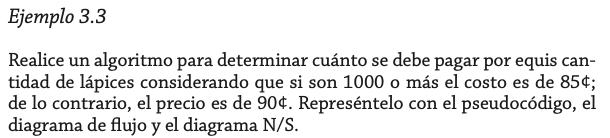 Ejemplo 3.3
Realice un algoritmo para determinar cuánto se debe pagar por equis can-
tidad de lápices considerando que si son 1000 o más el costo es de 85¢;
de lo contrario, el precio es de 90¢. Represéntelo con el pseudocódigo, el
diagrama de flujo y el diagrama N/S.